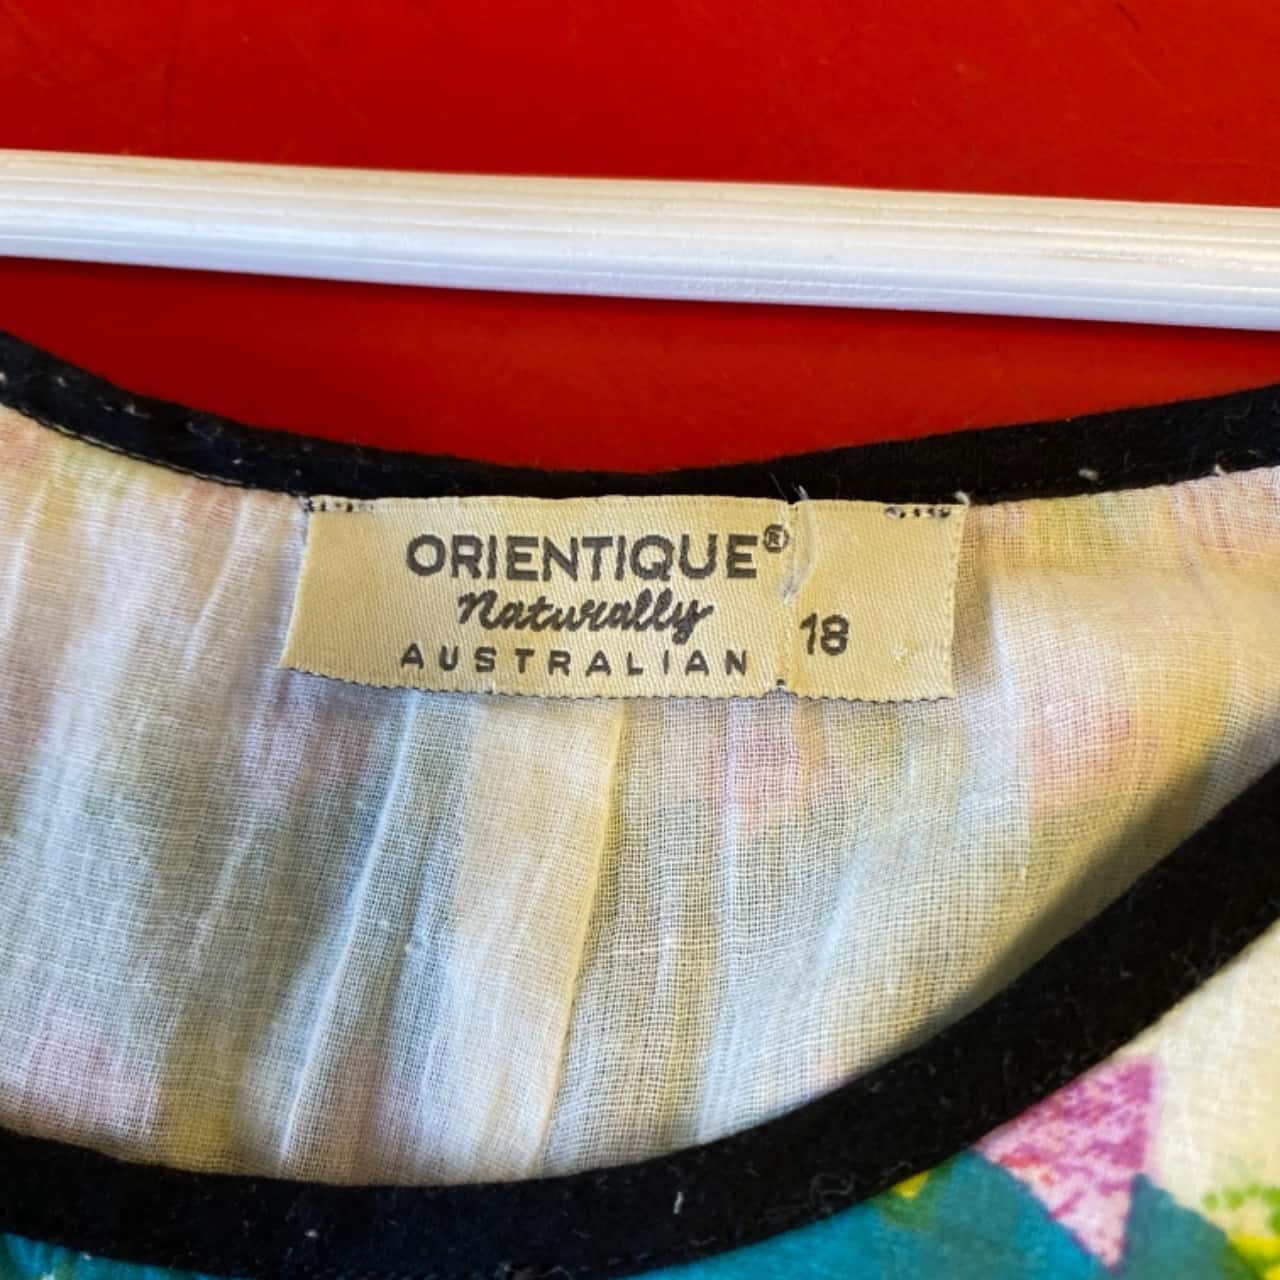 ORIENTIQUE®
Naturally
AUSTRALIAN
18